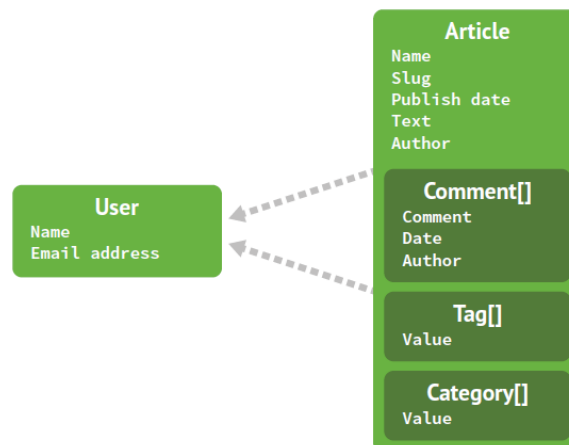 Article
Name
Slug
Publish date
Text
Author
User
Name
Email address
Comment[]
Comment
Date
Author
Tag[]
Value
Category[]
Value